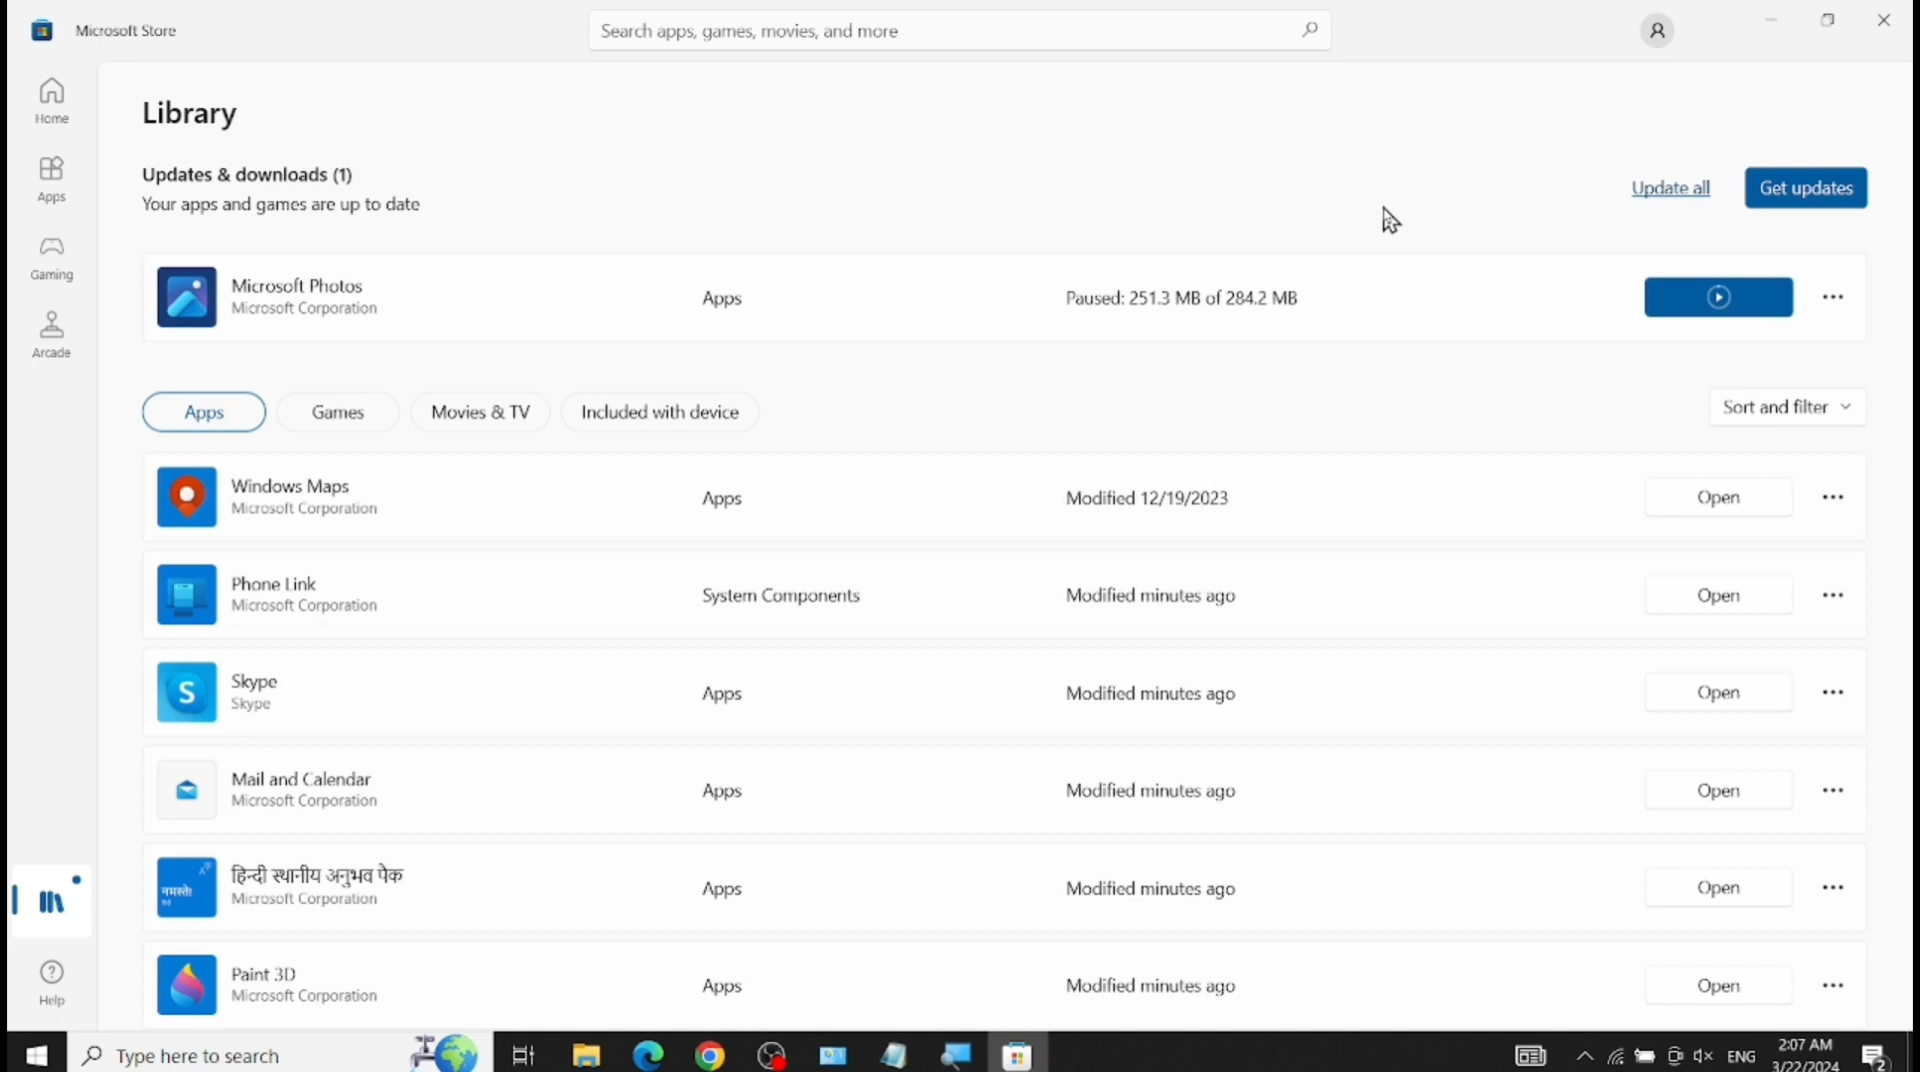 Microsoft Store
Search apps, games, movies, and more
Home
Apps
Gaming
Arcade
Help
Library
Updates & downloads (1)
Your apps and games are up to date
Update all
Get updates
Microsoft Photos
Microsoft Corporation
Apps
Paused: 251.3 MB of 284.2 MB
Apps
Games
Movies & TV
Included with device
Sort and filter
Windows Maps
Microsoft Corporation
Apps
Modified 12/19/2023
Open
Phone Link
Microsoft Corporation
System Components
Modified minutes ago
Open
S
Skype
Skype
Apps
Modified minutes ago
Open
Mail and Calendar
Microsoft Corporation
Apps
Modified minutes ago
Open
नमस्ते!
हिन्दी स्थानीय अनुभव पैक
Microsoft Corporation
Apps
Modified minutes ago
Open
Paint 3D
Microsoft Corporation
Apps
Modified minutes ago
Open
Type here to search
ENG
2:07 AM
3/22/2024
2